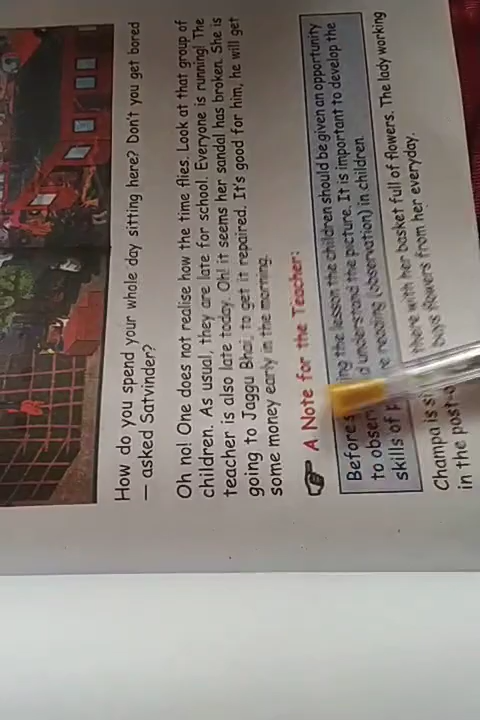 How do you spend your whole day sitting here? Don't you get bored
— asked Satvinder?
Oh no! One does not realise how the time flies. Look at that group of
children. As usual, they are late for school. Everyone is running! The
teacher is also late today. Oh! it seems her sandal has broken. She is
going to Jaggu Bhai, to get it repaired. It's good for him, he will get
some money early in the morning.
A Note for the Teacher:
Before ing the lesson the children should be given an opportunity
to obser d understand the picture. It is important to develop the
skills of p e reading (observation) in children.
Champa is s there with her basket full of flowers. The lady working
in the post-o buys flowers from her everyday.